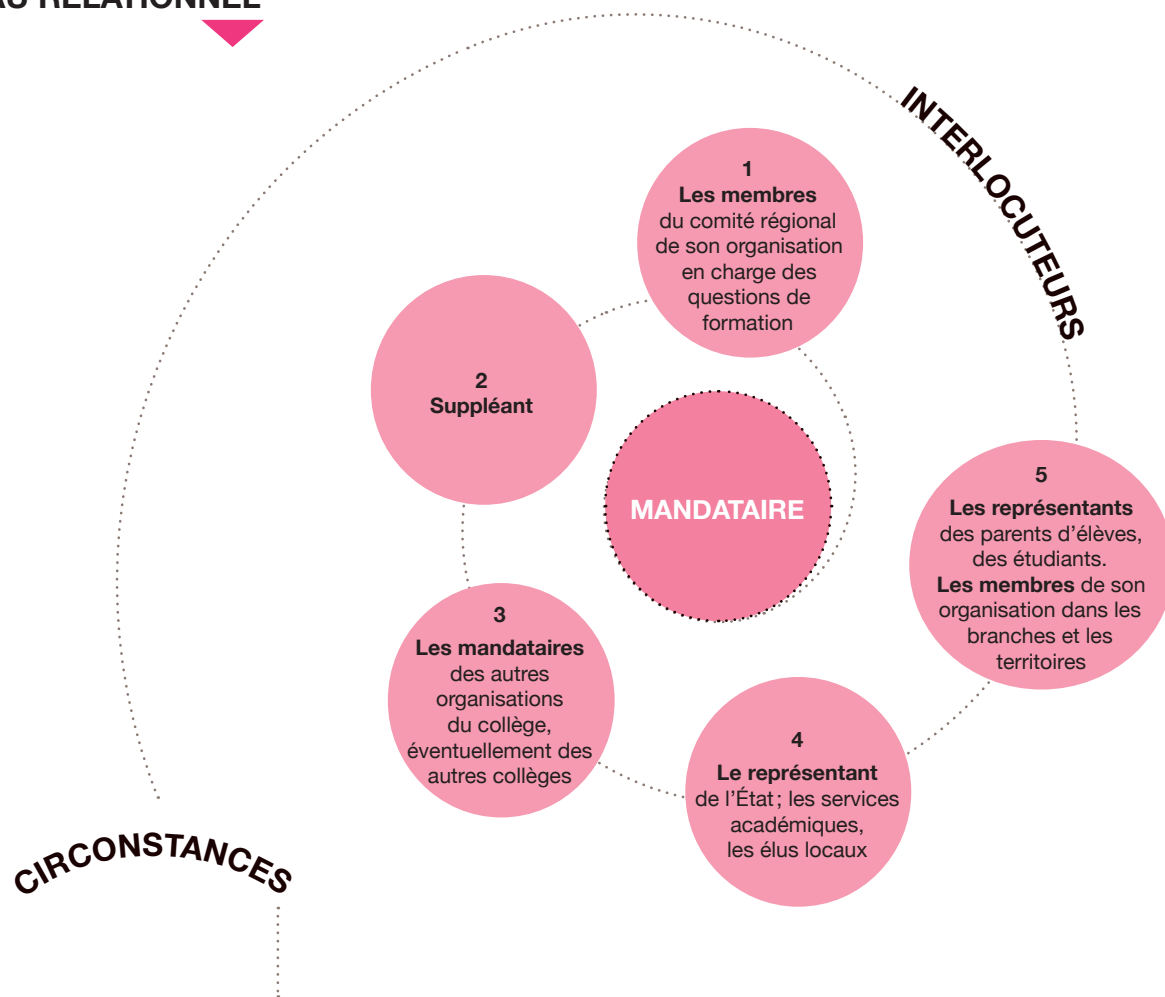 RELATIONNEL
INTERLOCUTEURS
1
Les membres
du comité régional
de son organisation
en charge des
questions de
formation
2
Suppléant
MANDATAIRE
5
Les représentants
des parents d'élèves,
des étudiants.
Les membres de son
organisation dans les
branches et les
territoires
3
Les mandataires
des autres
organisations
du collège,
éventuellement des
autres collèges
4
Le représentant
de l'État ; les services
académiques,
les élus locaux
CIRCONSTANCES